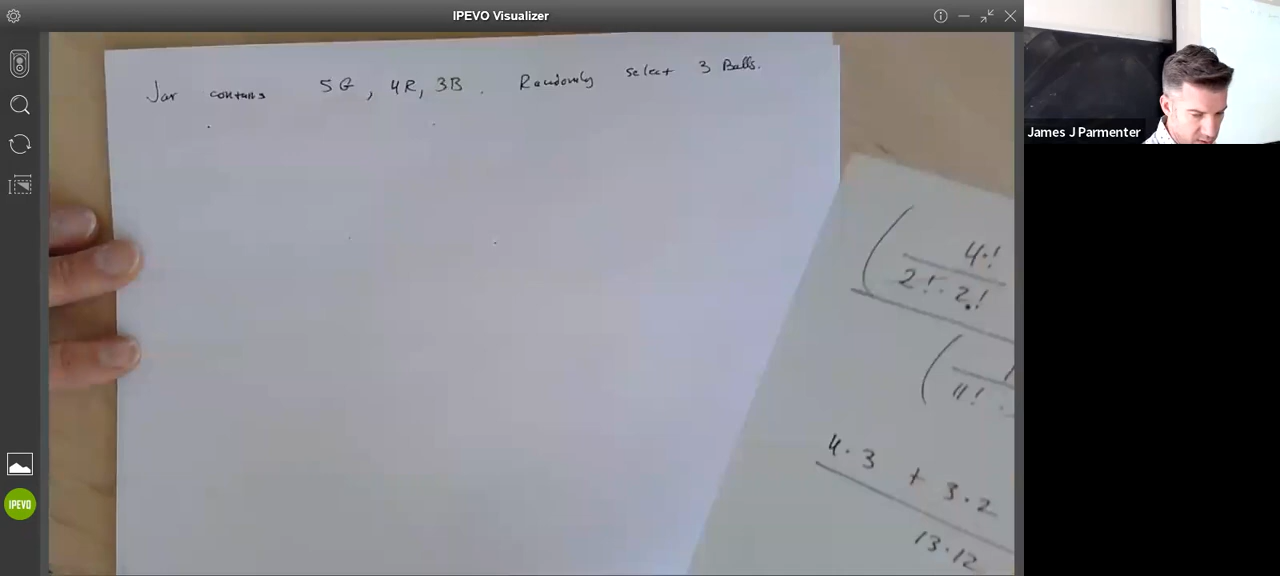 IPEVO Visualizer
Jar contains 5G, 4R, 3B. Randomly select 3 Balls.
James J Parmenter
4!
2!·2!
11!
4·3 + 3·2
13·12
IPEVO